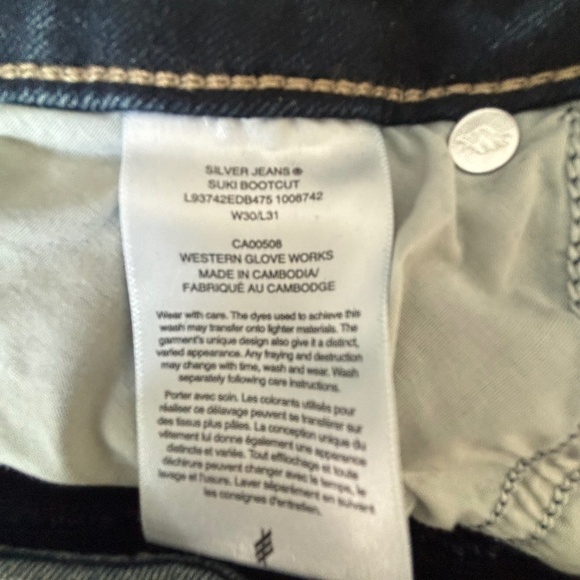 SILVER JEANS ®
SUKI BOOTCUT
L93742EDB475 1008742
W30/L31
CA00506
WESTERN GLOVE WORKS
MADE IN CAMBODIA/
FABRIQUÉ AU CAMBODGE
Wear with care. The dyes used to achieve this
wash may transfer onto lighter materials. The
garment's unique design also give it a distinct,
varied appearance. Any fraying and destruction
may change with time, wash and wear. Wash
separately following care instructions.
Porter avec soin. Les colorants utilisés pour
réaliser ce délavage peuvent se transférer sur
des tissus plus pâles. La conception unique du
vêtement lui donne également une apparence
distincte et variée. Tout effilochage et toute
déchirure peuvent changer avec le temps, le
lavage et l'usure. Laver séparément en suivant
les consignes d'entretien.